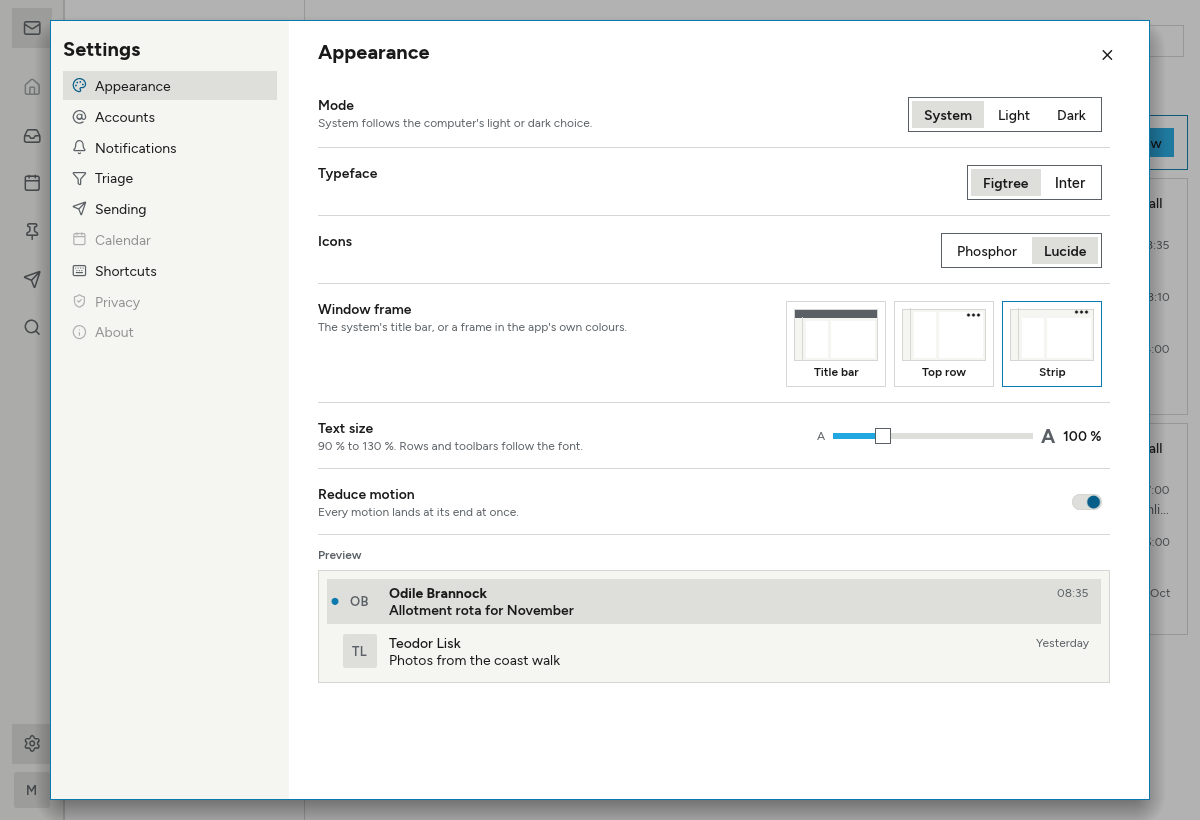 Settings
Appearance
Accounts
Notifications
Triage
Sending
Calendar
Shortcuts
Privacy
About
M
Appearance
Mode
System follows the computer's light or dark choice.
System Light Dark
Typeface
Figtree Inter
Icons
Phosphor Lucide
Window frame
The system's title bar, or a frame in the app's own colours.
Title bar Top row Strip
Text size
90 % to 130 %. Rows and toolbars follow the font.
A A 100 %
Reduce motion
Every motion lands at its end at once.
Preview
OB Odile Brannock 08:35
Allotment rota for November
TL Teodor Lisk Yesterday
Photos from the coast walk
Oct